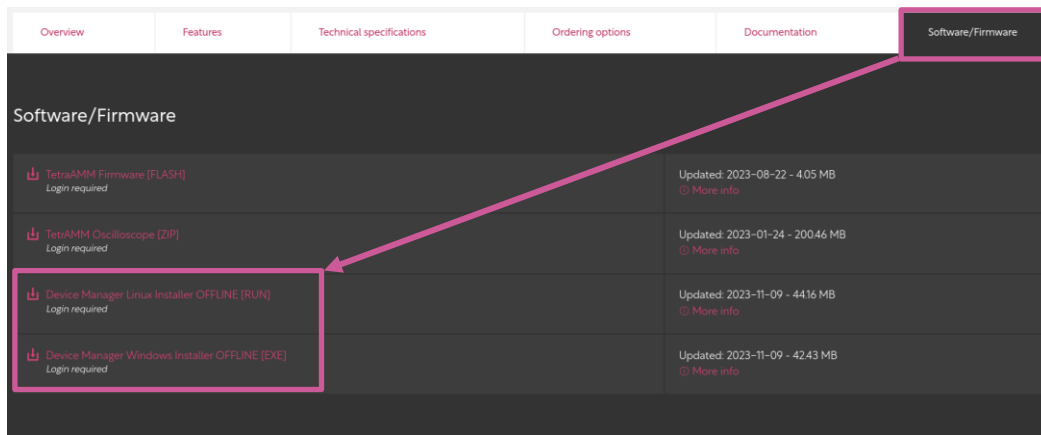 Overview Features Technical specifications Ordering options Documentation Software/Firmware
Software/Firmware
TetraAMM Firmware [FLASH]
Login required
Updated: 2023-08-22 - 4.05 MB
More info
TetrAMM Oscilloscope [ZIP]
Login required
Updated: 2023-01-24 - 200.46 MB
More info
Device Manager Linux Installer OFFLINE [RUN]
Login required
Updated: 2023-11-09 - 44.16 MB
More info
Device Manager Windows Installer OFFLINE [EXE]
Login required
Updated: 2023-11-09 - 42.43 MB
More info